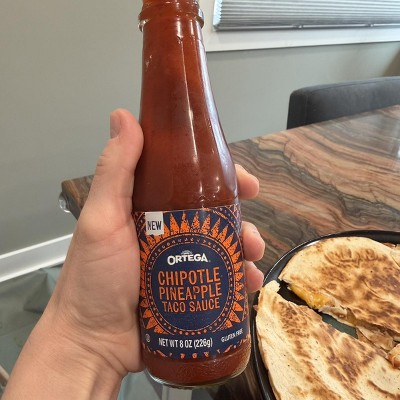 NEW
ORTEGA
CHIPOTLE
PINEAPPLE
TACO SAUCE
NET WT 8 OZ (226g)
GLUTEN FREE